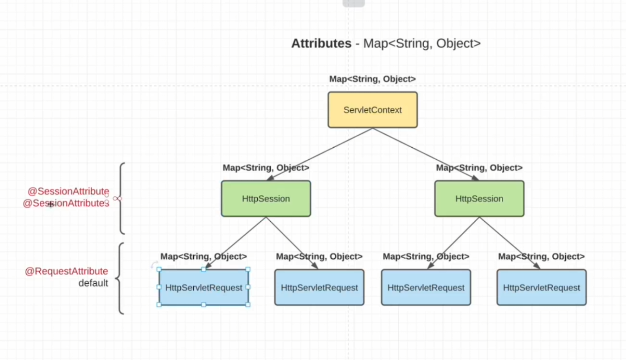 Attributes - Map<String, Object>
Map<String, Object>
ServletContext
Map<String, Object>
Map<String, Object>
@SessionAttribute
@SessionAttributes
HttpSession
HttpSession
Map<String, Object>
Map<String, Object>
Map<String, Object>
Map<String, Object>
@RequestAttribute
default
HttpServletRequest
HttpServletRequest
HttpServletRequest
HttpServletRequest